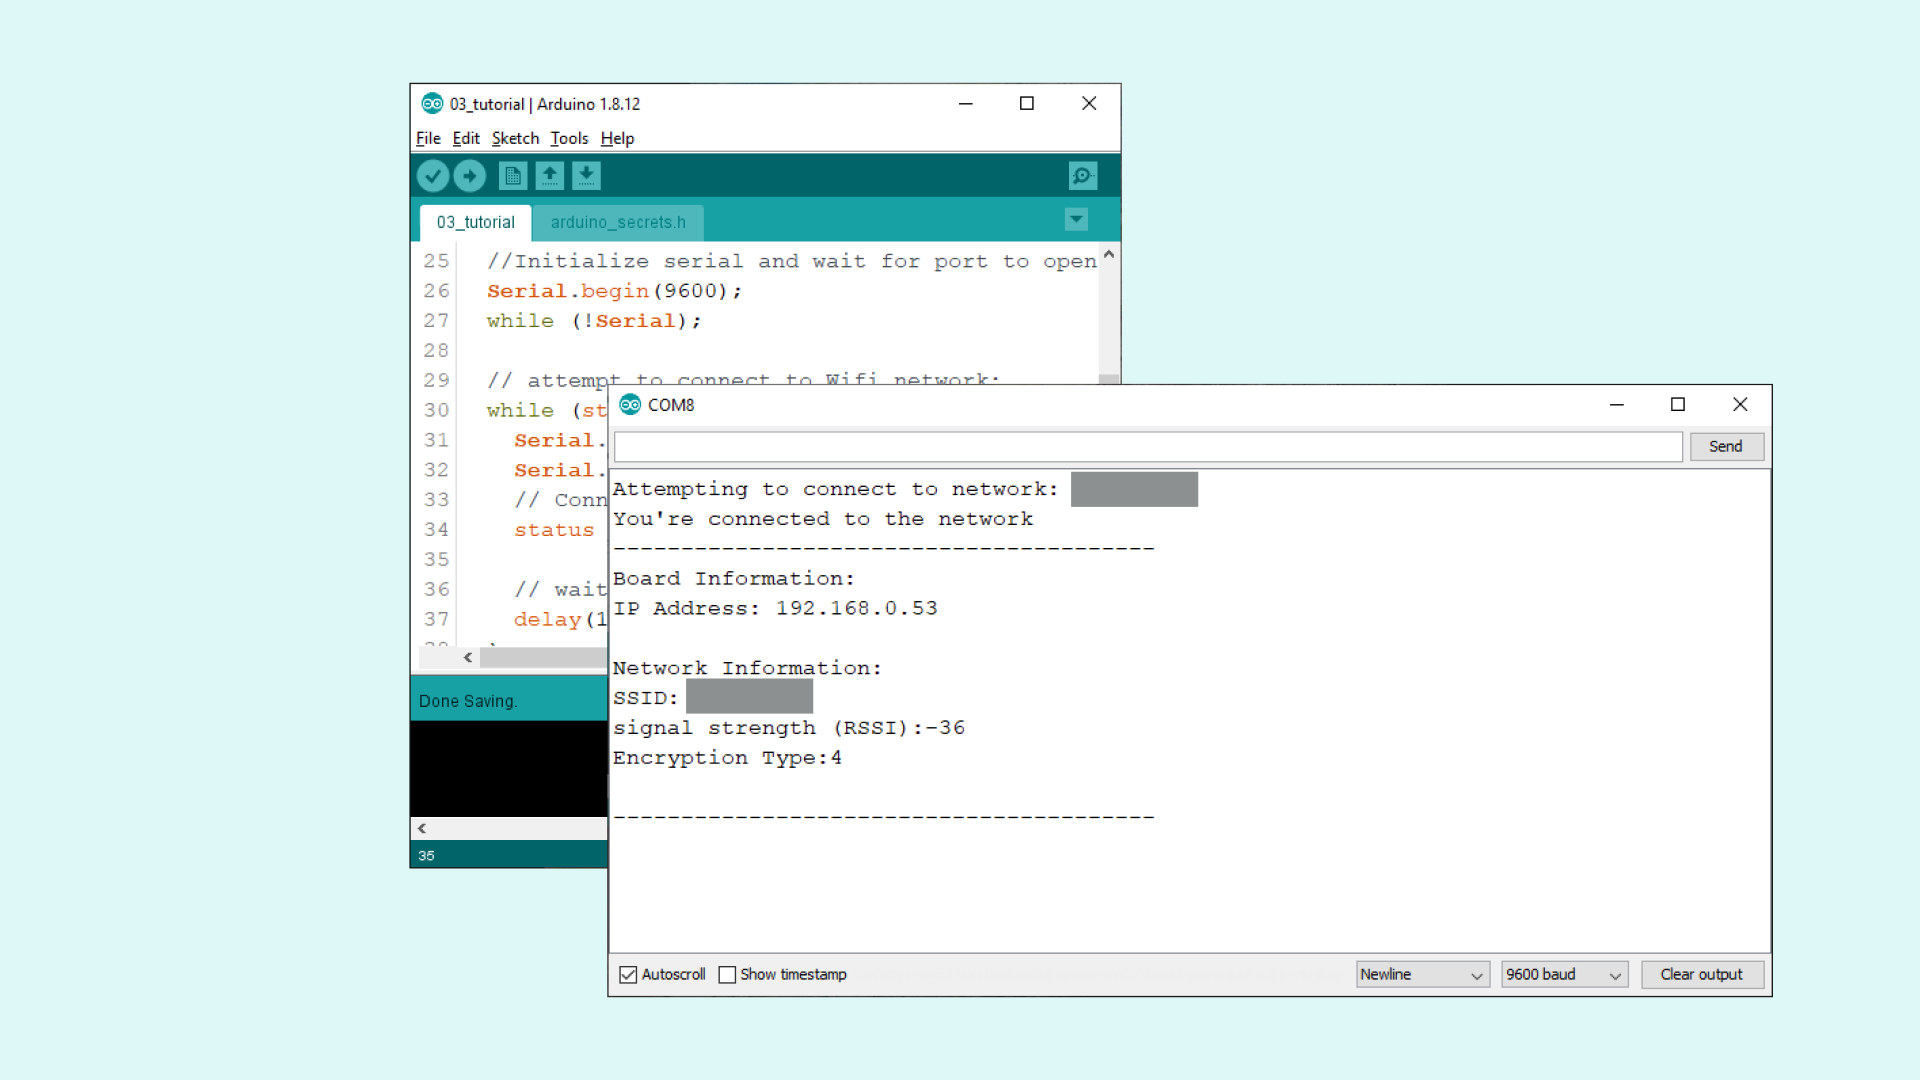 03_tutorial | Arduino 1.8.12
File Edit Sketch Tools Help
03_tutorial arduino_secrets.h
25 //Initialize serial and wait for port to open
26 Serial.begin(9600);
27 while (!Serial);
28
29 // attempt to connect to Wifi network:
30 while (st
31 Serial.
32 Serial.
33 // Conn
34 status
35
36 // wait
37 delay(1
Done Saving.
35
COM8
Send
Attempting to connect to network:
You're connected to the network
----------------------------------------
Board Information:
IP Address: 192.168.0.53
Network Information:
SSID:
signal strength (RSSI):-36
Encryption Type:4
----------------------------------------
Autoscroll Show timestamp Newline 9600 baud Clear output